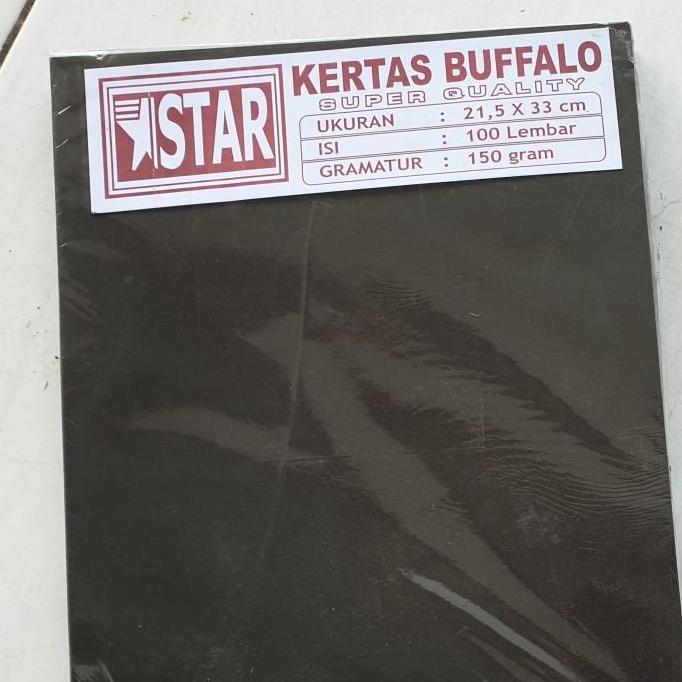 STAR
KERTAS BUFFALO
SUPER QUALITY
UKURAN : 21,5 X 33 cm
ISI : 100 Lembar
GRAMATUR : 150 gram